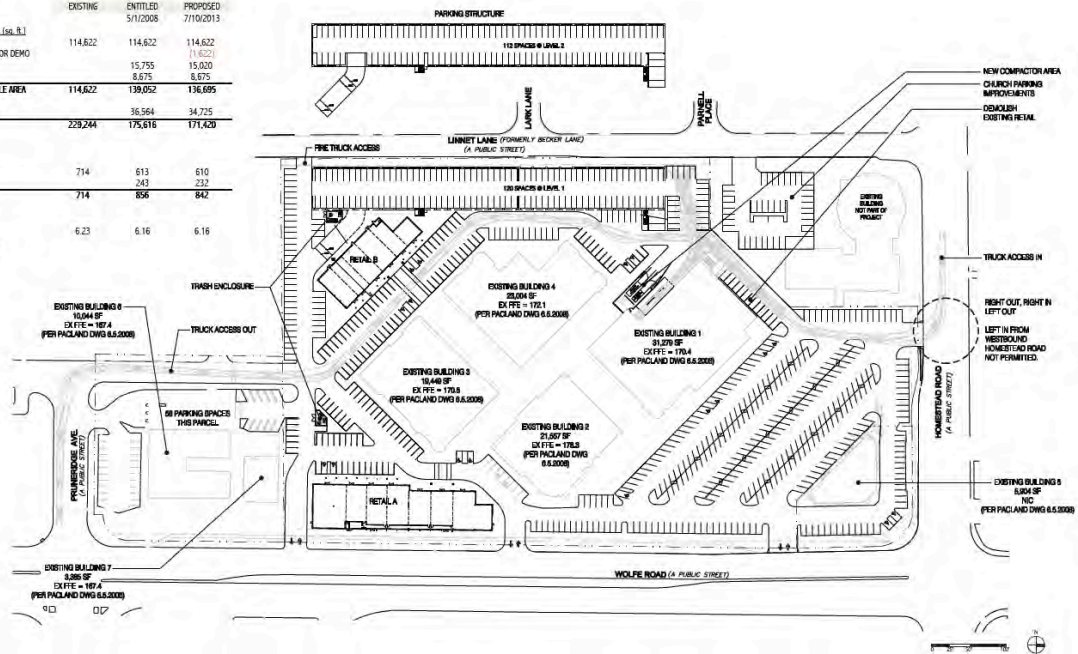 EXISTING ENTITLED PROPOSED
5/1/2008 7/10/2013
(sq. ft.)
114,622 114,622 114,622
OR DEMO (1,622)
15,755 15,020
8,675 8,675
LE AREA 114,622 139,052 136,695
36,564 34,725
229,244 175,616 171,420
714 613 610
243 232
714 856 842
6.23 6.16 6.16
PARKING STRUCTURE
112 SPACES @ LEVEL 2
LARK LANE
PARNELL PLACE
NEW COMPACTOR AREA
CHURCH PARKING
IMPROVEMENTS
DEMOLISH
EXISTING RETAIL
LINNET LANE (FORMERLY BECKER LANE)
(A PUBLIC STREET)
FIRE TRUCK ACCESS
120 SPACES @ LEVEL 1
EXISTING
BUILDING
NOT PART OF
PROJECT
RETAIL B
TRASH ENCLOSURE
TRUCK ACCESS IN
EXISTING BUILDING 4
23,004 SF
EX FFE = 172.1
(PER PACLAND DWG 6.5.2008)
EXISTING BUILDING 6
10,044 SF
EX FFE = 167.4
(PER PACLAND DWG 6.5.2008)
TRUCK ACCESS OUT
EXISTING BUILDING 1
31,279 SF
EX FFE = 170.4
(PER PACLAND DWG 6.5.2008)
RIGHT OUT, RIGHT IN
LEFT OUT
LEFT IN FROM
WESTBOUND
HOMESTEAD ROAD
NOT PERMITTED.
EXISTING BUILDING 3
19,449 SF
EX FFE = 170.5
(PER PACLAND DWG 6.5.2008)
HOMESTEAD ROAD
(A PUBLIC STREET)
56 PARKING SPACES
THIS PARCEL
EXISTING BUILDING 2
21,557 SF
EX FFE = 178.3
(PER PACLAND DWG
6.5.2008)
PRUNERIDGE AVE.
(A PUBLIC STREET)
RETAIL A
EXISTING BUILDING 5
5,904 SF
NIC
(PER PACLAND DWG 6.5.2008)
EXISTING BUILDING 7
3,385 SF
EX FFE = 167.4
(PER PACLAND DWG 6.5.2008)
WOLFE ROAD (A PUBLIC STREET)
N